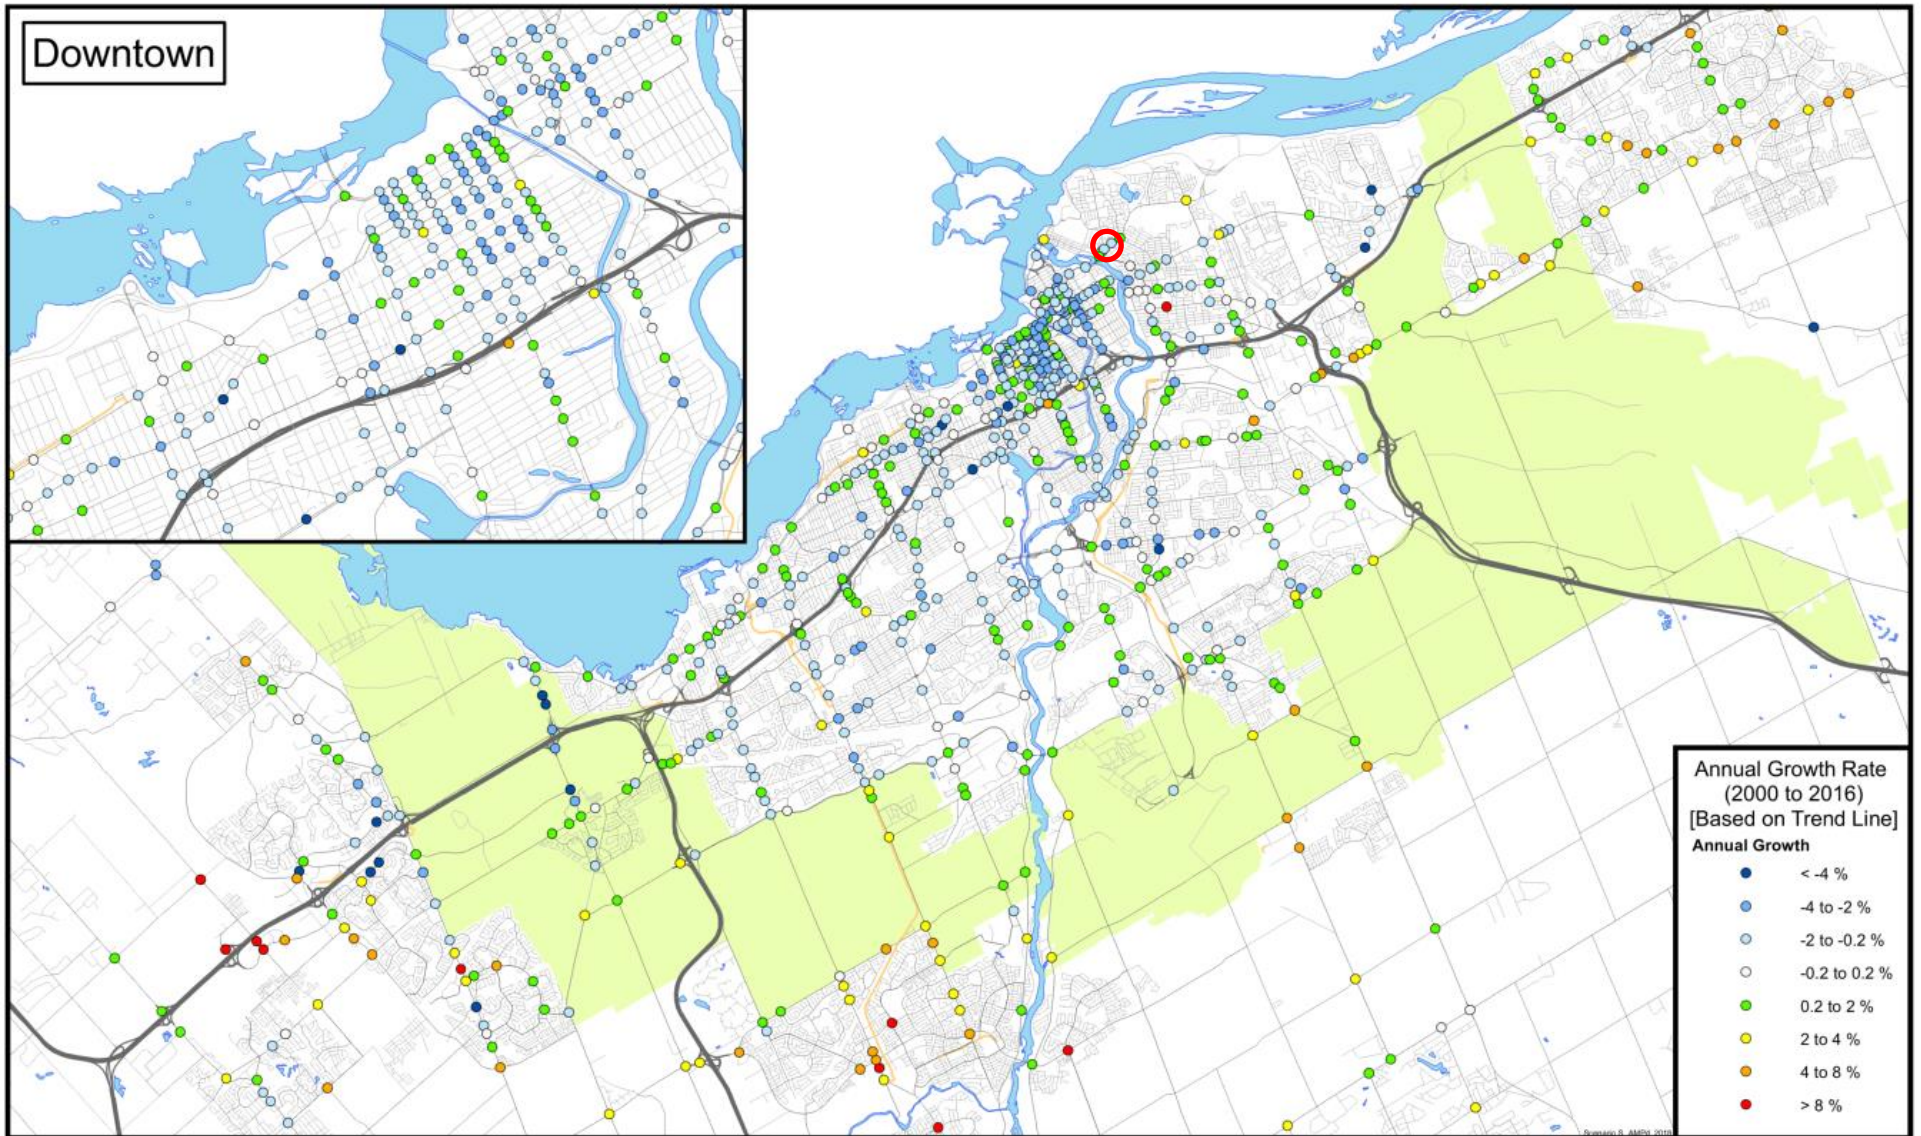 Downtown
Annual Growth Rate
(2000 to 2016)
[Based on Trend Line]
Annual Growth
< -4 %
-4 to -2 %
-2 to -0.2 %
-0.2 to 0.2 %
0.2 to 2 %
2 to 4 %
4 to 8 %
> 8 %